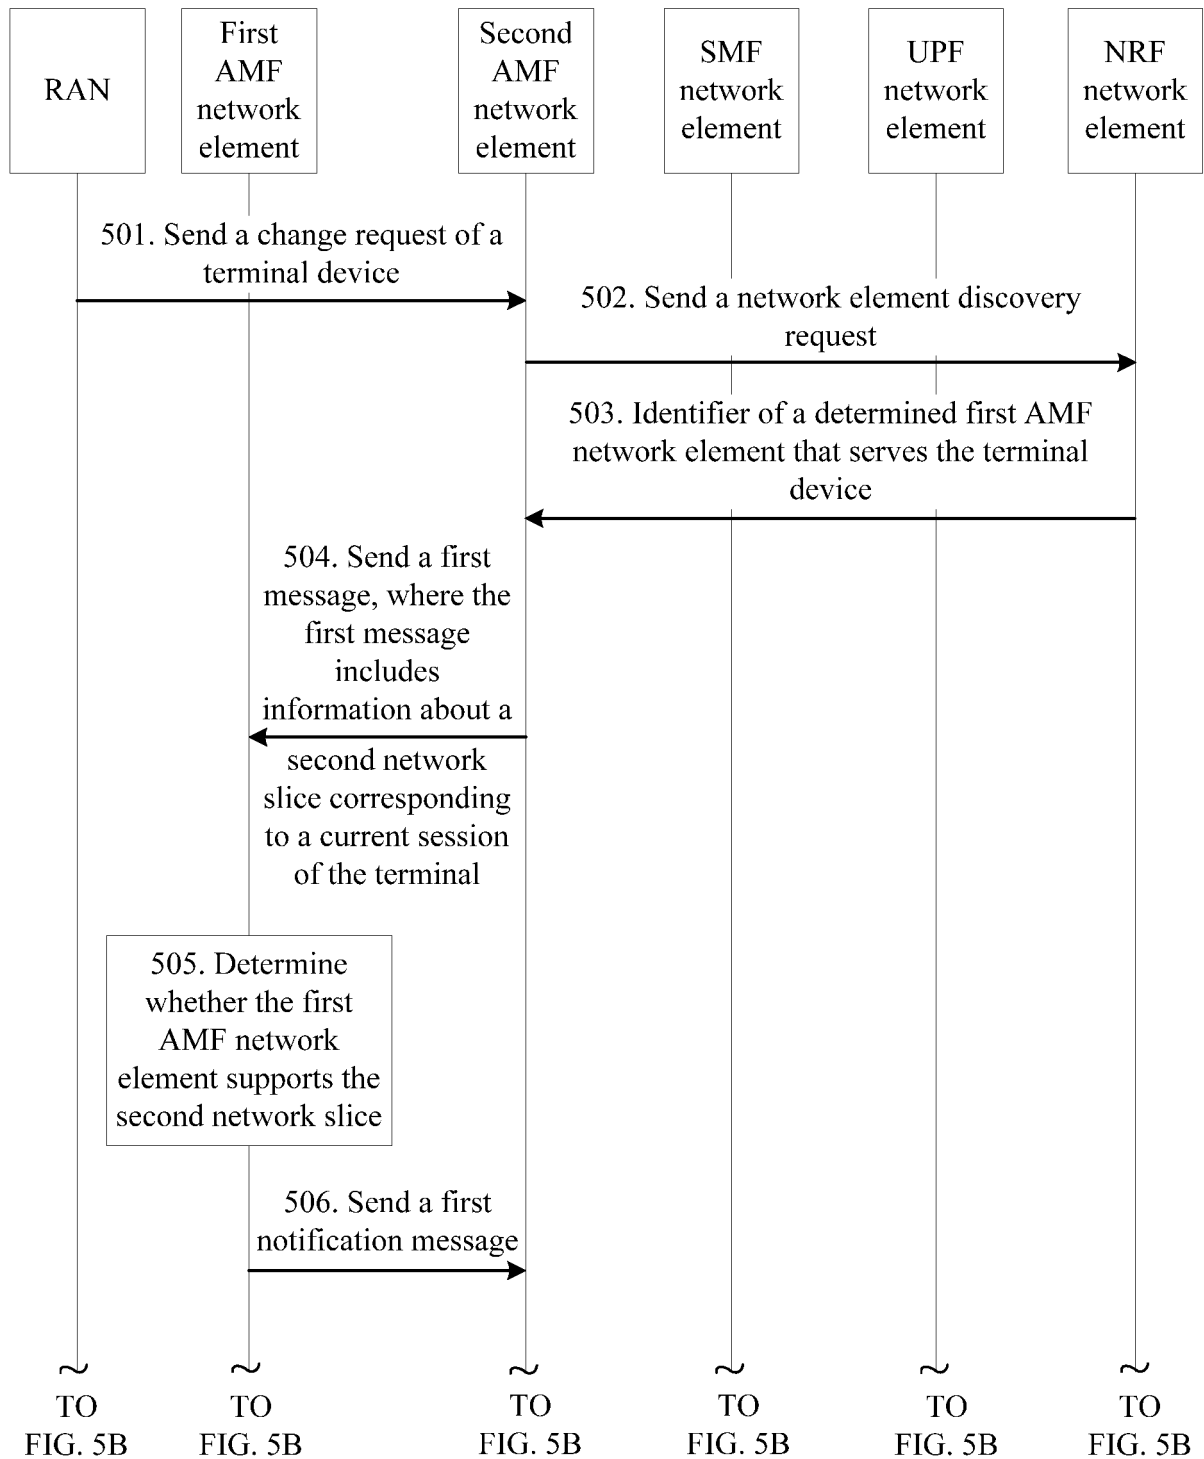 RAN
First
AMF
network
element
Second
AMF
network
element
SMF
network
element
UPF
network
element
NRF
network
element
501. Send a change request of a
terminal device
502. Send a network element discovery
request
503. Identifier of a determined first AMF
network element that serves the terminal
device
504. Send a first
message, where the
first message
includes
information about a
second network
slice corresponding
to a current session
of the terminal
505. Determine
whether the first
AMF network
element supports the
second network slice
506. Send a first
notification message
TO
FIG. 5B
TO
FIG. 5B
TO
FIG. 5B
TO
FIG. 5B
TO
FIG. 5B
TO
FIG. 5B